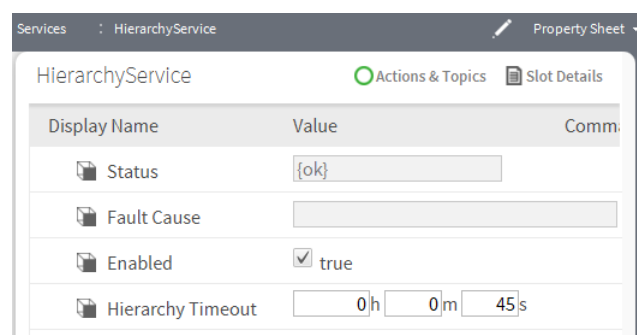 Services : HierarchyService Property Sheet
HierarchyService Actions & Topics Slot Details
Display Name Value
Status {ok}
Fault Cause
Enabled true
Hierarchy Timeout 0 h 0 m 45 s